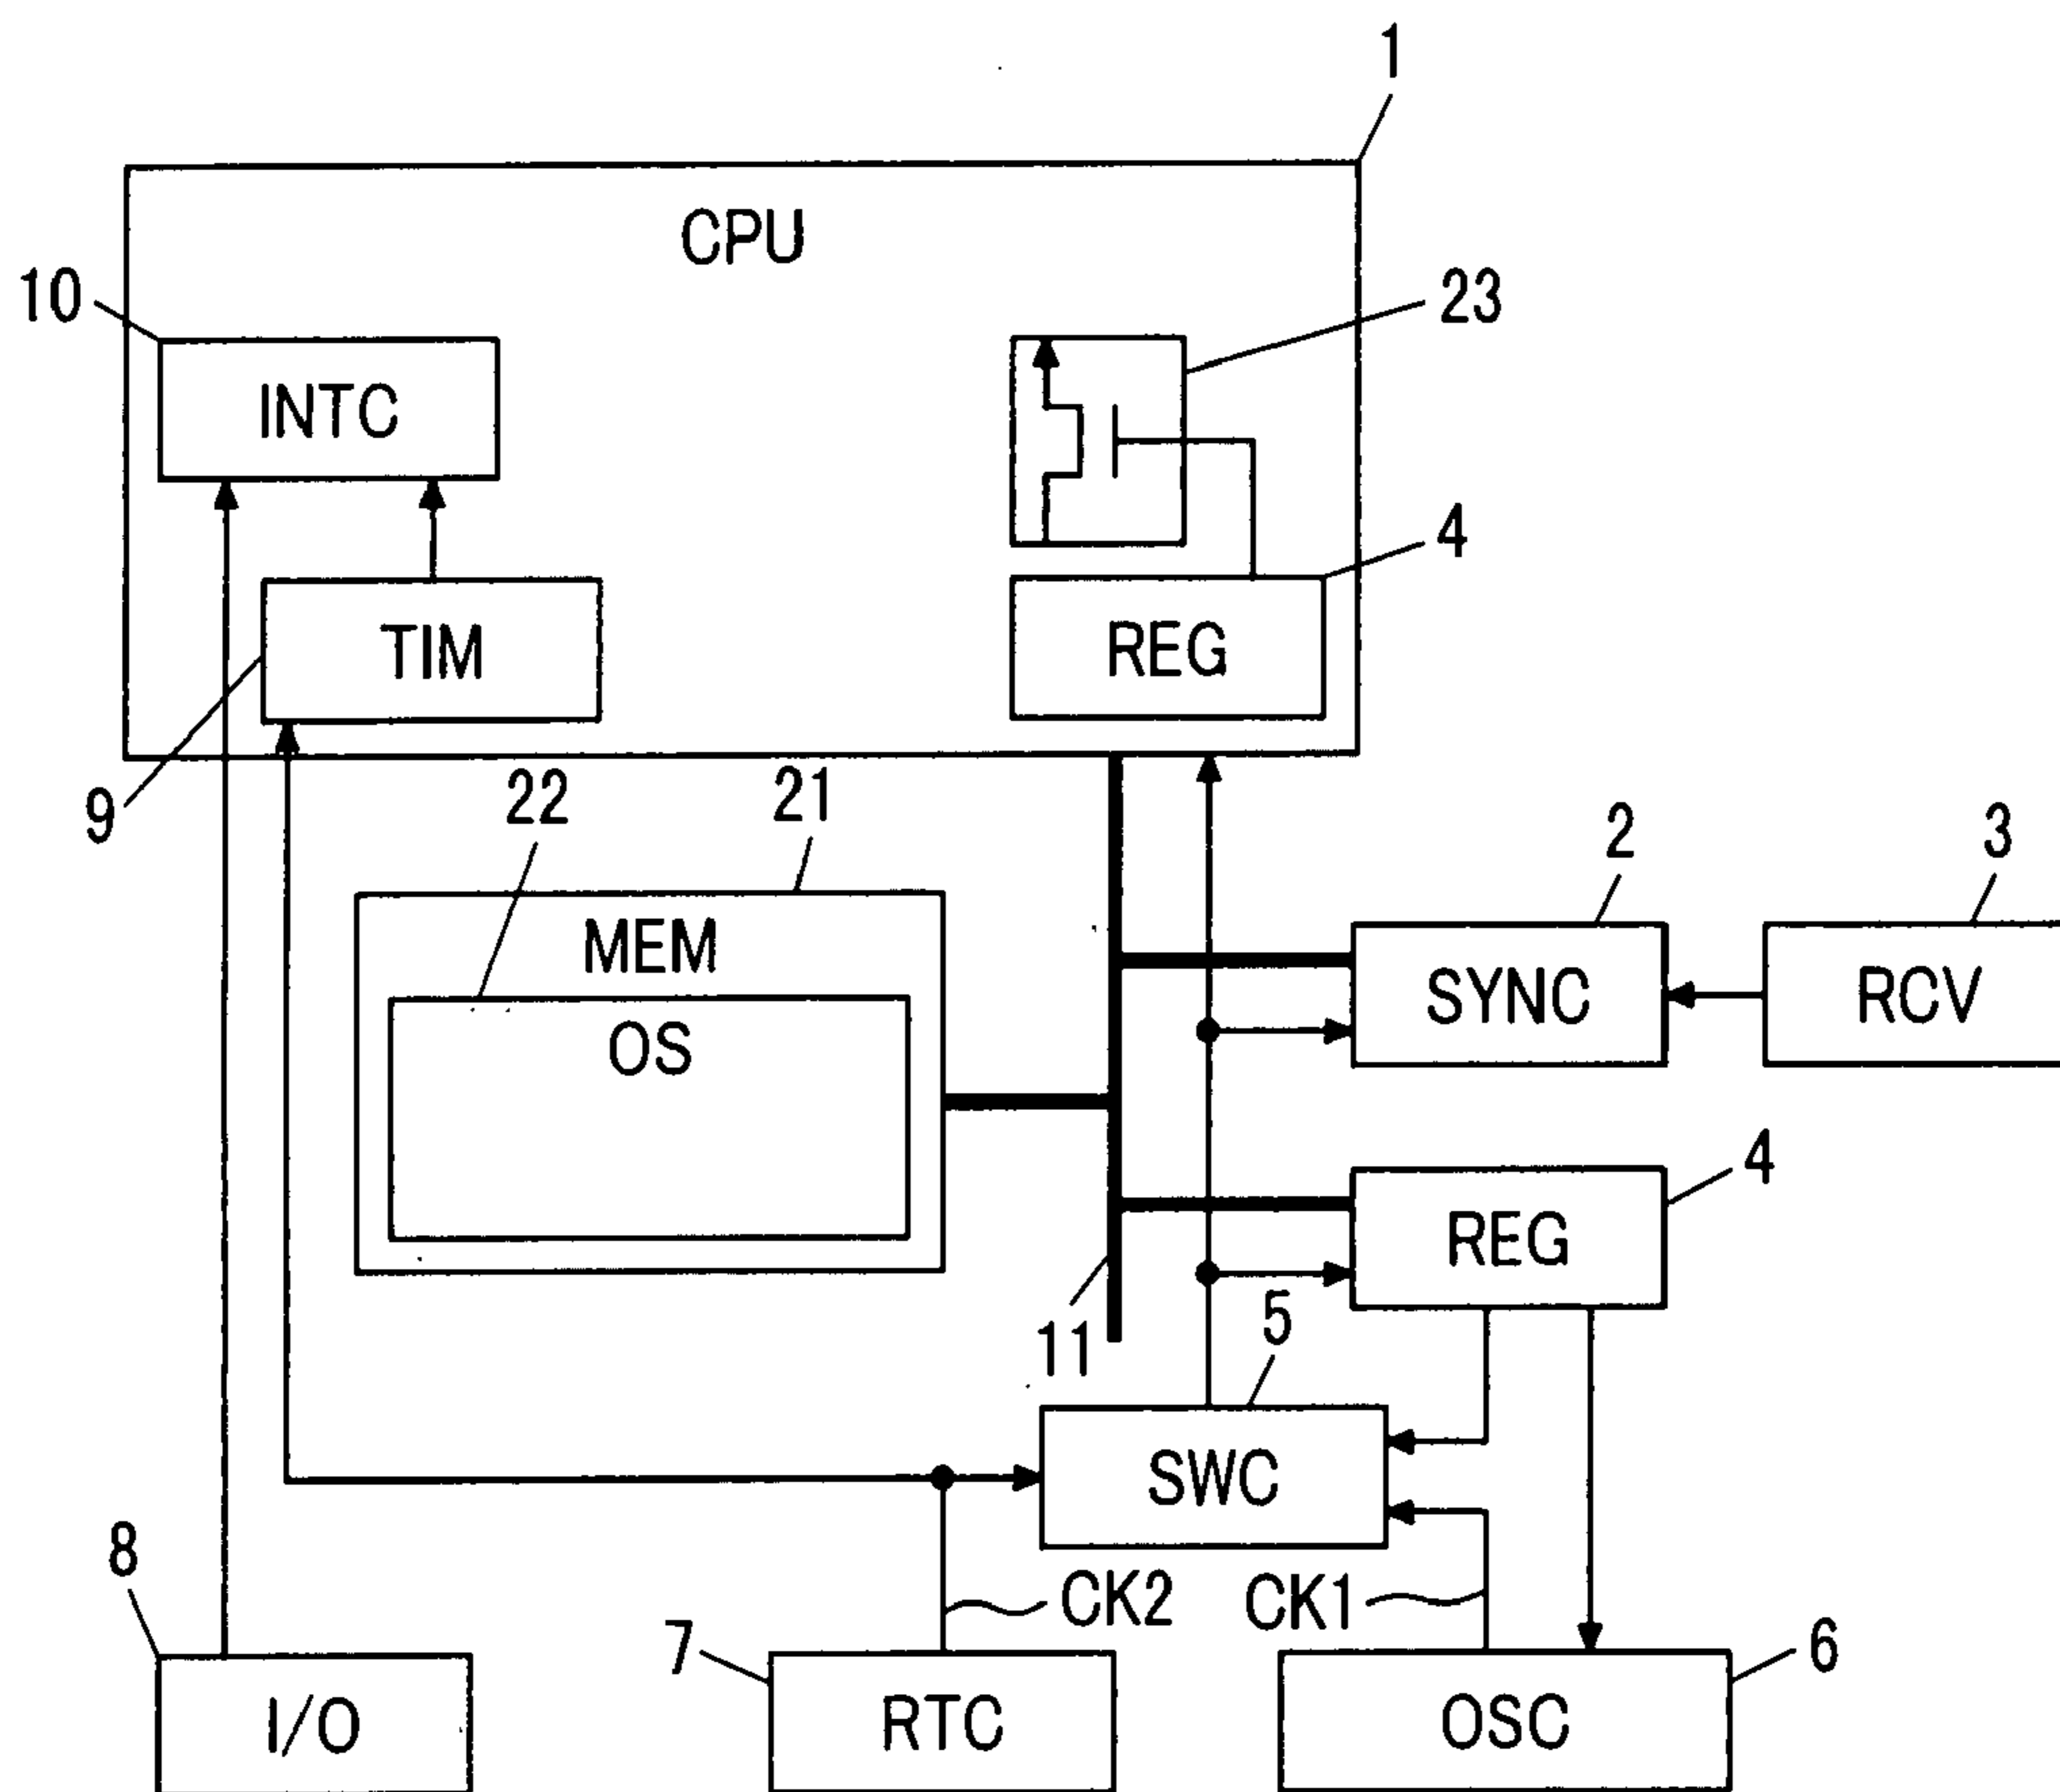 1
CPU
10
23
INTC
4
TIM
REG
9
22
21
2
3
MEM
SYNC
RCV
OS
4
REG
11
5
SWC
8
CK2
CK1
7
6
I/O
RTC
OSC